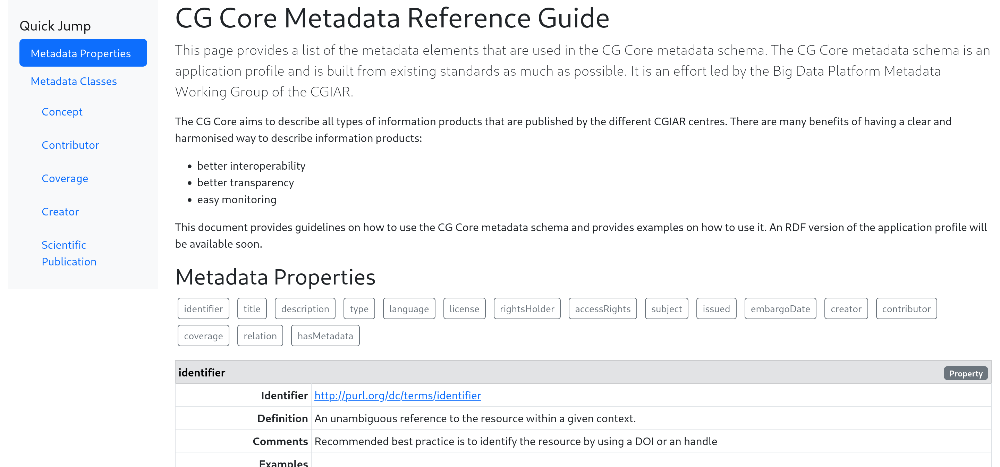 Quick Jump
Metadata Properties
Metadata Classes
Concept
Contributor
Coverage
Creator
Scientific
Publication
CG Core Metadata Reference Guide
This page provides a list of the metadata elements that are used in the CG Core metadata schema. The CG Core metadata schema is an
application profile and is built from existing standards as much as possible. It is an effort led by the Big Data Platform Metadata
Working Group of the CGIAR.
The CG Core aims to describe all types of information products that are published by the different CGIAR centres. There are many benefits of having a clear and
harmonised way to describe information products:
• better interoperability
• better transparency
• easy monitoring
This document provides guidelines on how to use the CG Core metadata schema and provides examples on how to use it. An RDF version of the application profile will
be available soon.
Metadata Properties
identifier title description type language license rightsHolder accessRights subject issued embargoDate creator contributor
coverage relation hasMetadata
identifier Property
Identifier http://purl.org/dc/terms/identifier
Definition An unambiguous reference to the resource within a given context.
Comments Recommended best practice is to identify the resource by using a DOI or an handle
Examples